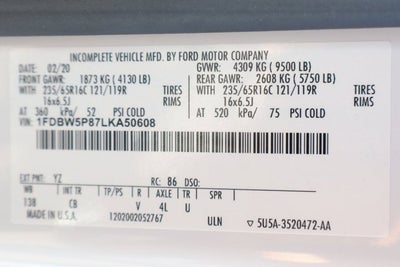 INCOMPLETE VEHICLE MFD. BY FORD MOTOR COMPANY
DATE: 02/20 GVWR: 4309 KG (9500 LB)
FRONT GAWR: 1873 KG (4130 LB) REAR GAWR: 2608 KG (5750 LB)
WITH 235/65R16C 121/119R TIRES WITH 235/65R16C 121/119R TIRES
16x6.5J RIMS 16x6.5J RIMS
AT 360 kPa/ 52 PSI COLD AT 520 kPa/ 75 PSI COLD
VIN: 1FDBW5P87LKA50608
EXT PNT: YZ RC: 86 DSO:
WB INT TR TP/PS R AXLE TR SPR
138 CB V 4L U
MADE IN U.S.A. 1202002052767 ULN ▽ 5U5A-3520472-AA